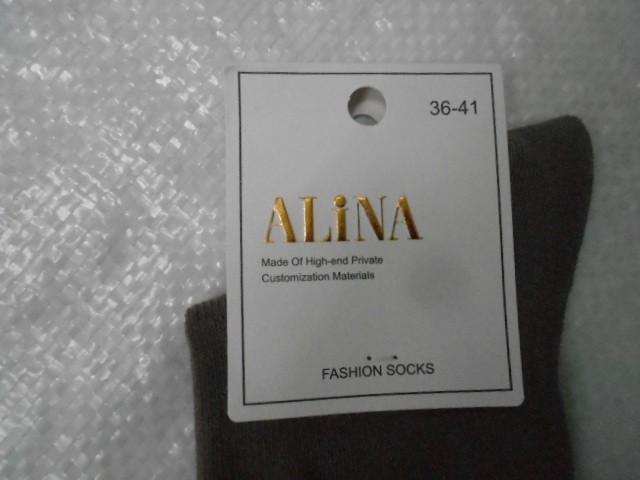 36-41
ALiNA
Made Of High-end Private
Customization Materials
FASHION SOCKS